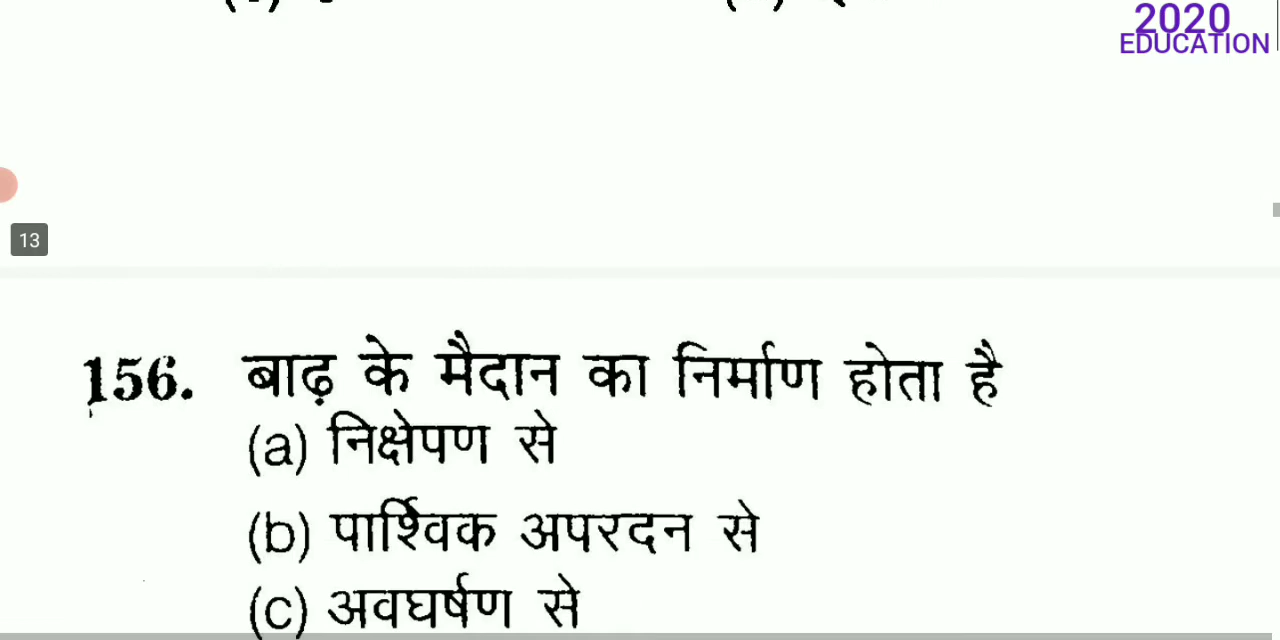 2020
EDUCATION
13
156. बाढ़ के मैदान का निर्माण होता है
(a) निक्षेपण से
(b) पार्श्विक अपरदन से
(c) अवघर्षण से